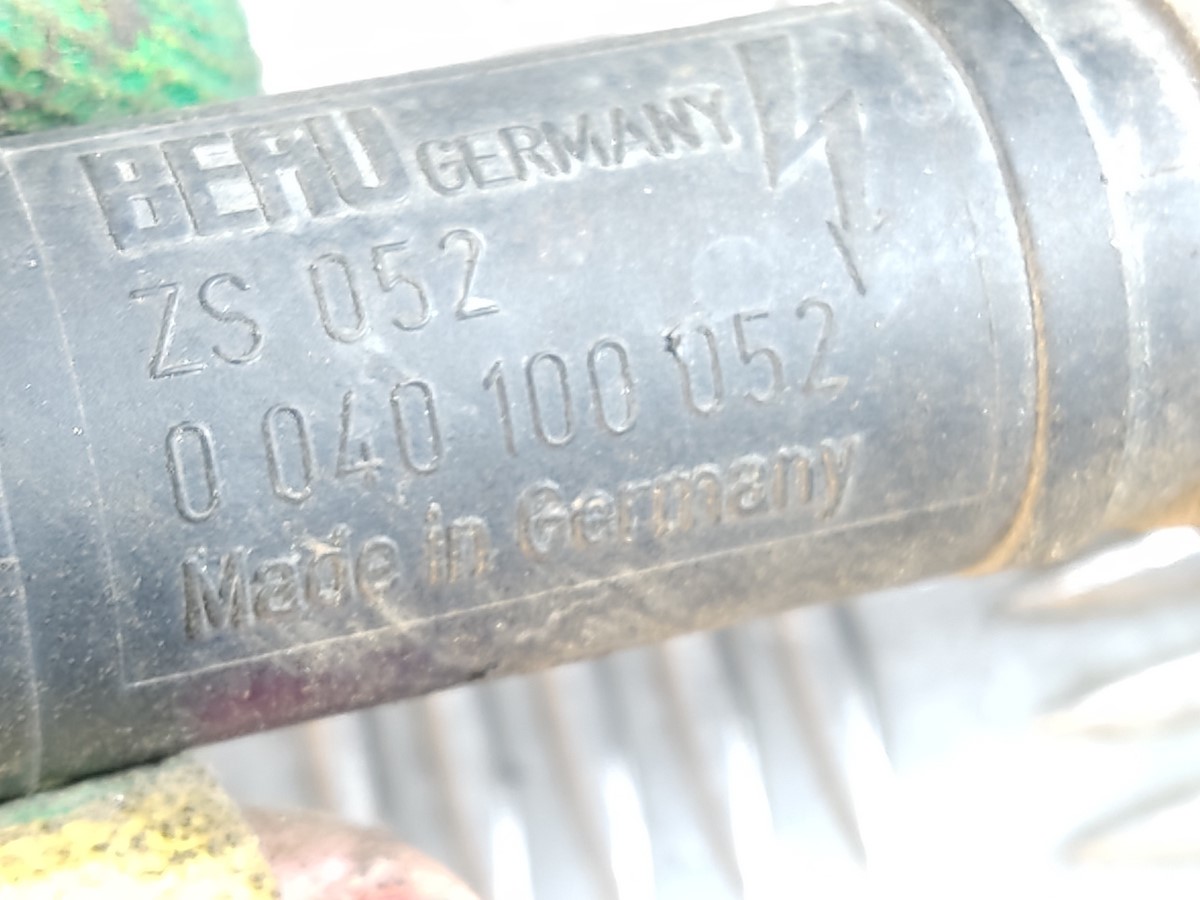 BERU GERMANY
ZS 052
0 040 100 052
Made in Germany